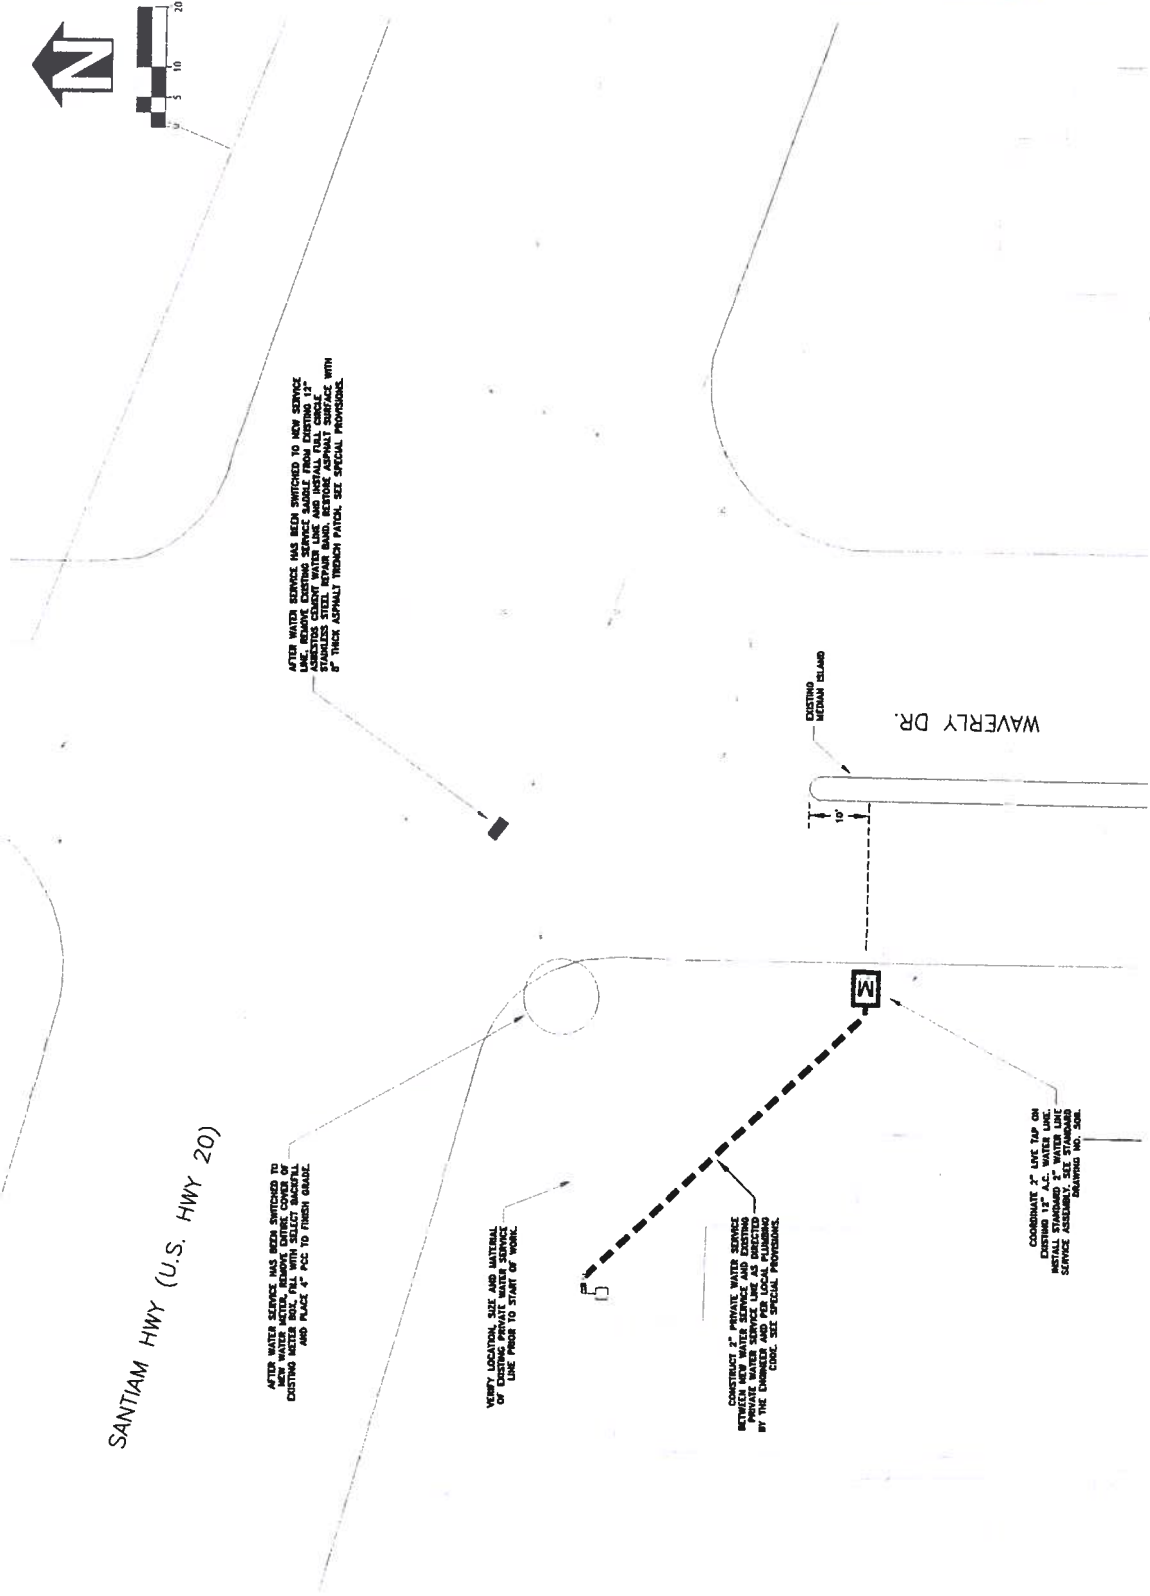 N
0 5 10 20
AFTER WATER SERVICE HAS BEEN SWITCHED TO NEW SERVICE
LINE, REMOVE EXISTING SERVICE SADDLE FROM EXISTING 12"
ASBESTOS CEMENT WATER LINE AND INSTALL FULL CIRCLE
STAINLESS STEEL REPAIR BAND. RESTORE ASPHALT SURFACE WITH
8" THICK ASPHALT TRENCH PATCH, SEE SPECIAL PROVISIONS.
SANTIAM HWY (U.S. HWY 20)
AFTER WATER SERVICE HAS BEEN SWITCHED TO
NEW WATER METER, REMOVE ENTIRE COVER OF
EXISTING METER BOX, FILL WITH SELECT BACKFILL
AND PLACE 4" PCC TO FINISH GRADE.
VERIFY LOCATION, SIZE AND MATERIAL
OF EXISTING PRIVATE WATER SERVICE
LINE PRIOR TO START OF WORK.
CONSTRUCT 2" PRIVATE WATER SERVICE
BETWEEN NEW WATER SERVICE AND EXISTING
PRIVATE WATER SERVICE LINE AS DIRECTED
BY THE ENGINEER AND PER LOCAL PLUMBING
CODE. SEE SPECIAL PROVISIONS.
EXISTING
MEDIAN ISLAND
WAVERLY DR.
10'
M
COORDINATE 2" LIVE TAP ON
EXISTING 12" A.C. WATER LINE.
INSTALL STANDARD 2" WATER LINE
SERVICE ASSEMBLY. SEE STANDARD
DRAWING NO. 508.